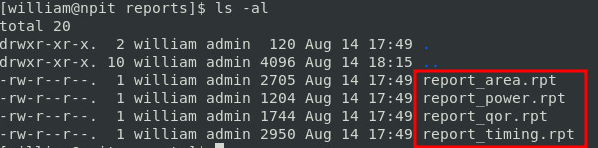 [william@npit reports]$ ls -al
total 20
drwxr-xr-x.  2 william admin  120 Aug 14 17:49 .
drwxr-xr-x. 10 william admin 4096 Aug 14 18:15 ..
-rw-r--r--.  1 william admin 2705 Aug 14 17:49 report_area.rpt
-rw-r--r--.  1 william admin 1204 Aug 14 17:49 report_power.rpt
-rw-r--r--.  1 william admin 1744 Aug 14 17:49 report_qor.rpt
-rw-r--r--.  1 william admin 2950 Aug 14 17:49 report_timing.rpt
[william@npit reports]$